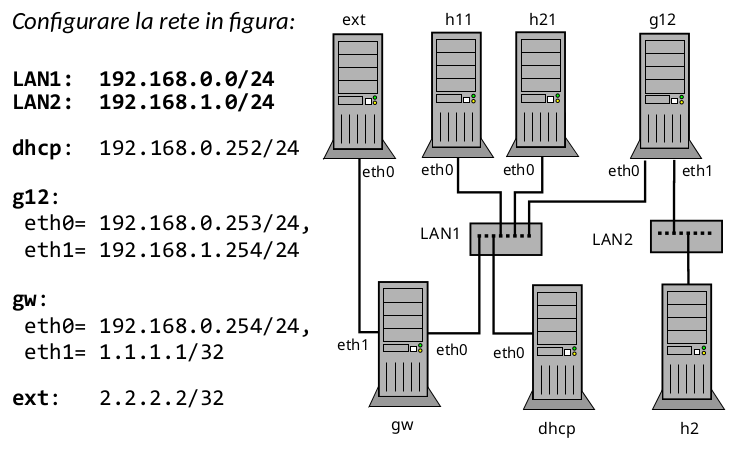 Configurare la rete in figura:
LAN1: 192.168.0.0/24
LAN2: 192.168.1.0/24
dhcp: 192.168.0.252/24
g12:
eth0= 192.168.0.253/24,
eth1= 192.168.1.254/24
gw:
eth0= 192.168.0.254/24,
eth1= 1.1.1.1/32
ext: 2.2.2.2/32
ext
h11
h21
g12
eth0
eth0
eth0
eth0
eth1
LAN1
LAN2
eth1
eth0
eth0
gw
dhcp
h2